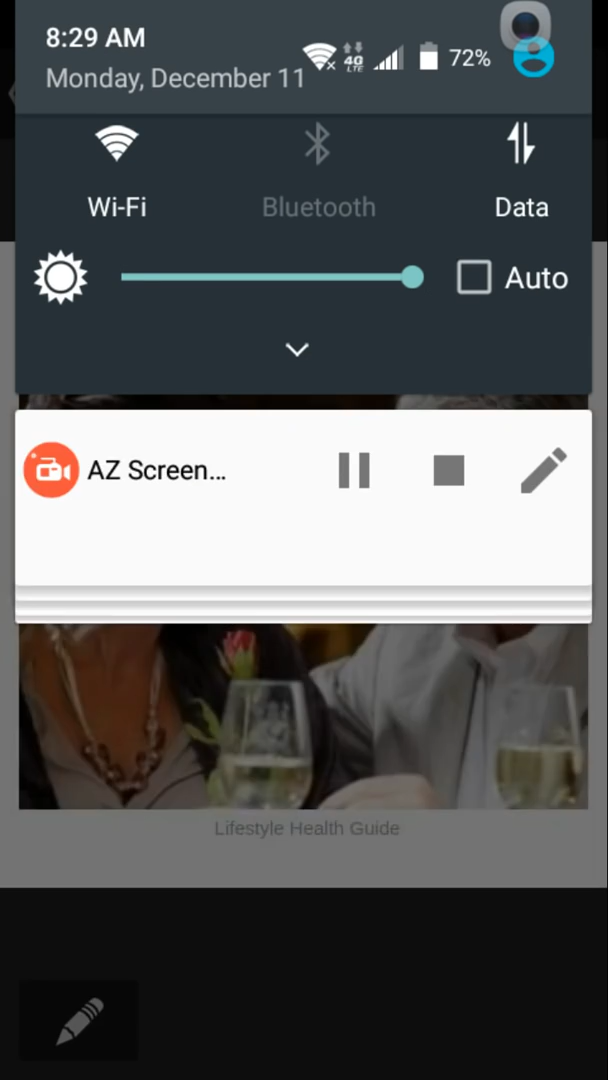 8:29 AM
Monday, December 11
4G
LTE
72%
Wi-Fi
Bluetooth
Data
Auto
AZ Screen...
Lifestyle Health Guide